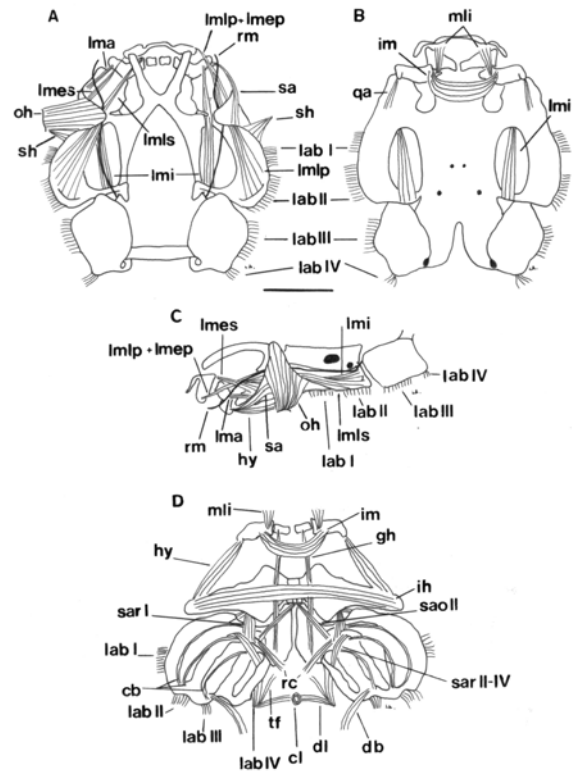 A
lma
lmlp+lmep
rm
lmes
oh
sh
lmls
sa
sh
lmi
lab I
lmlp
lab II
lab III
lab IV
B
mli
im
qa
lmi
C
lmes
lmi
lmlp + lmep
lab IV
lab III
lab II
lmls
rm
lma
sa
oh
hy
lab I
D
mli
im
gh
hy
ih
sar I
sao II
lab I
rc
sar II-IV
cb
lab II
tf
lab III
lab IV
cl
dl
db